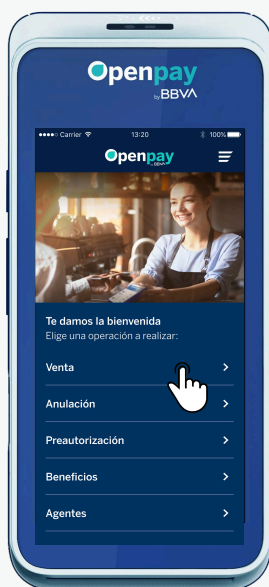 Openpay
by BBVA
Carrier 13:20 100%
Openpay
by BBVA
Te damos la bienvenida
Elige una operación a realizar:
Venta
Anulación
Preautorización
Beneficios
Agentes